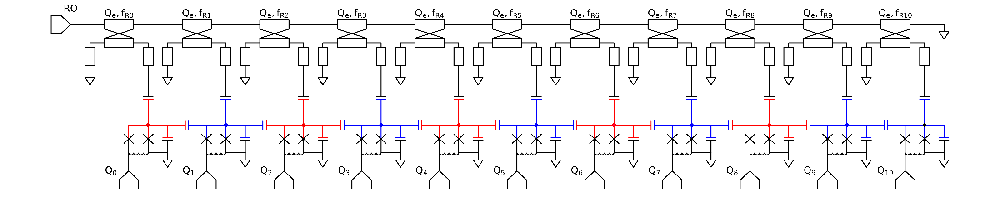 RO
Qe, fR0
Qe, fR1
Qe, fR2
Qe, fR3
Qe, fR4
Qe, fR5
Qe, fR6
Qe, fR7
Qe, fR8
Qe, fR9
Qe, fR10
Q0
Q1
Q2
Q3
Q4
Q5
Q6
Q7
Q8
Q9
Q10